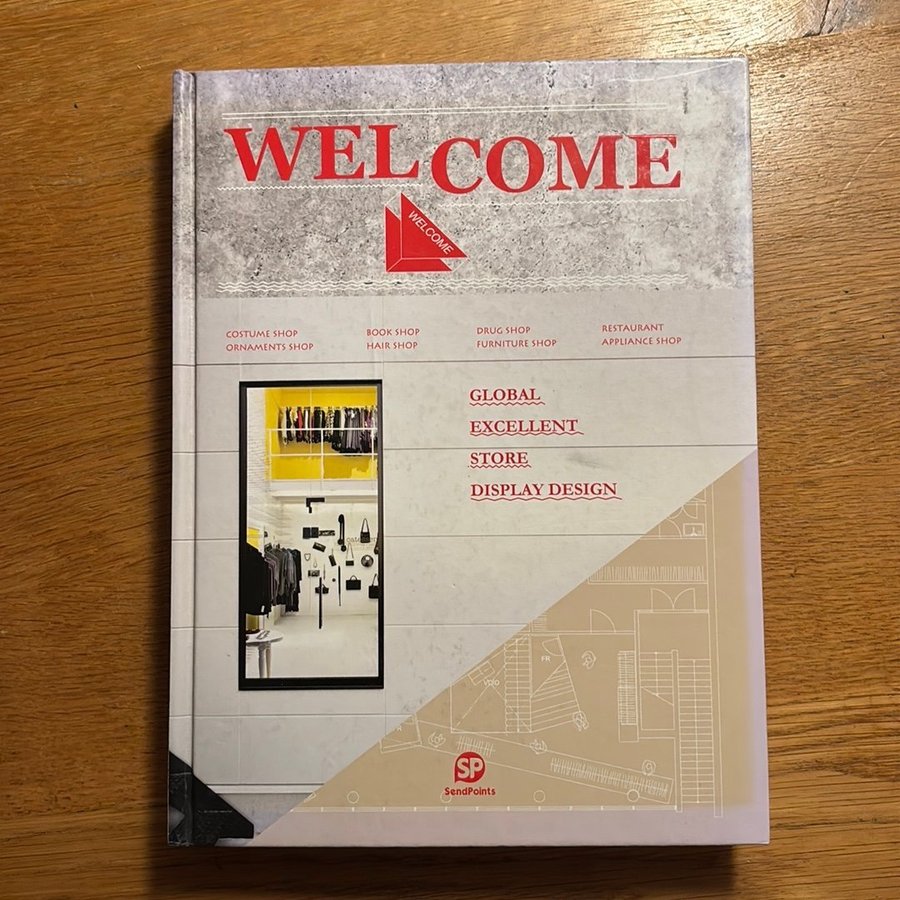 WELCOME
WELCOME
COSTUME SHOP BOOK SHOP DRUG SHOP RESTAURANT
ORNAMENTS SHOP HAIR SHOP FURNITURE SHOP APPLIANCE SHOP
GLOBAL
EXCELLENT
STORE
DISPLAY DESIGN
FR
SP
SendPoints